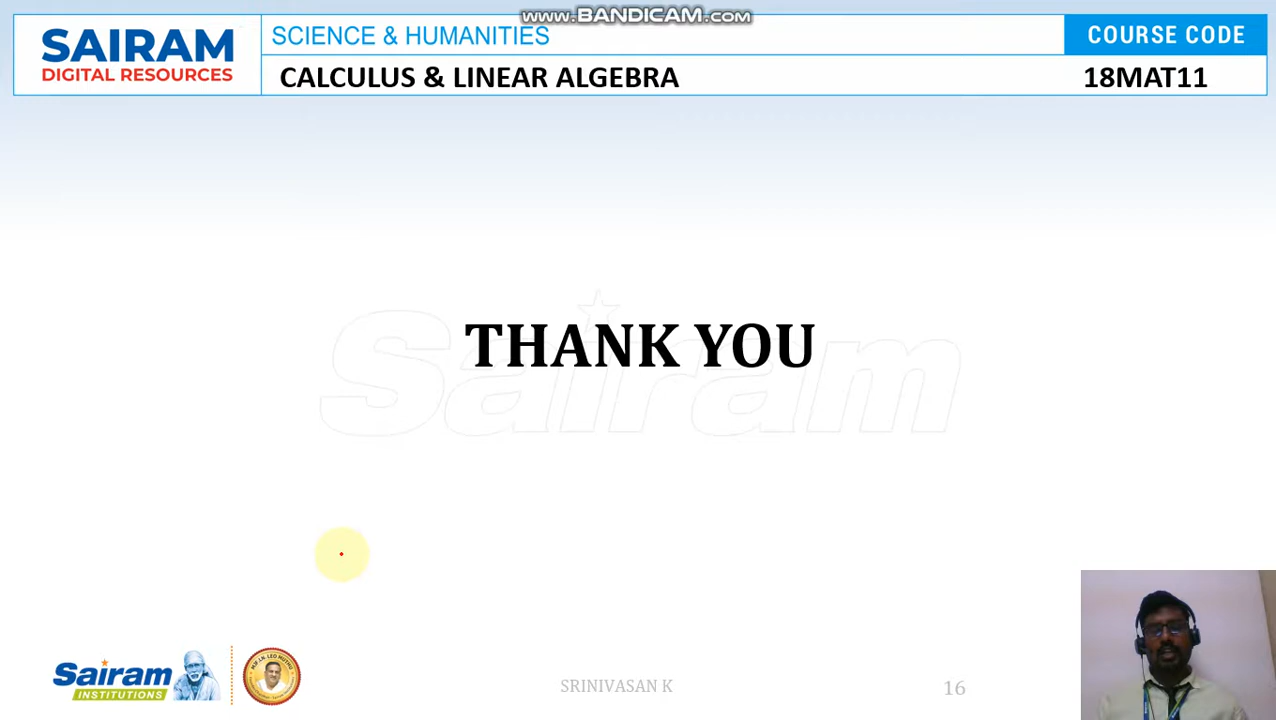 www.BANDICAM.com
SAIRAM
DIGITAL RESOURCES
SCIENCE & HUMANITIES
COURSE CODE
CALCULUS & LINEAR ALGEBRA
18MAT11
Sairam
THANK YOU
Sairam
INSTITUTIONS
SRINIVASAN K
16